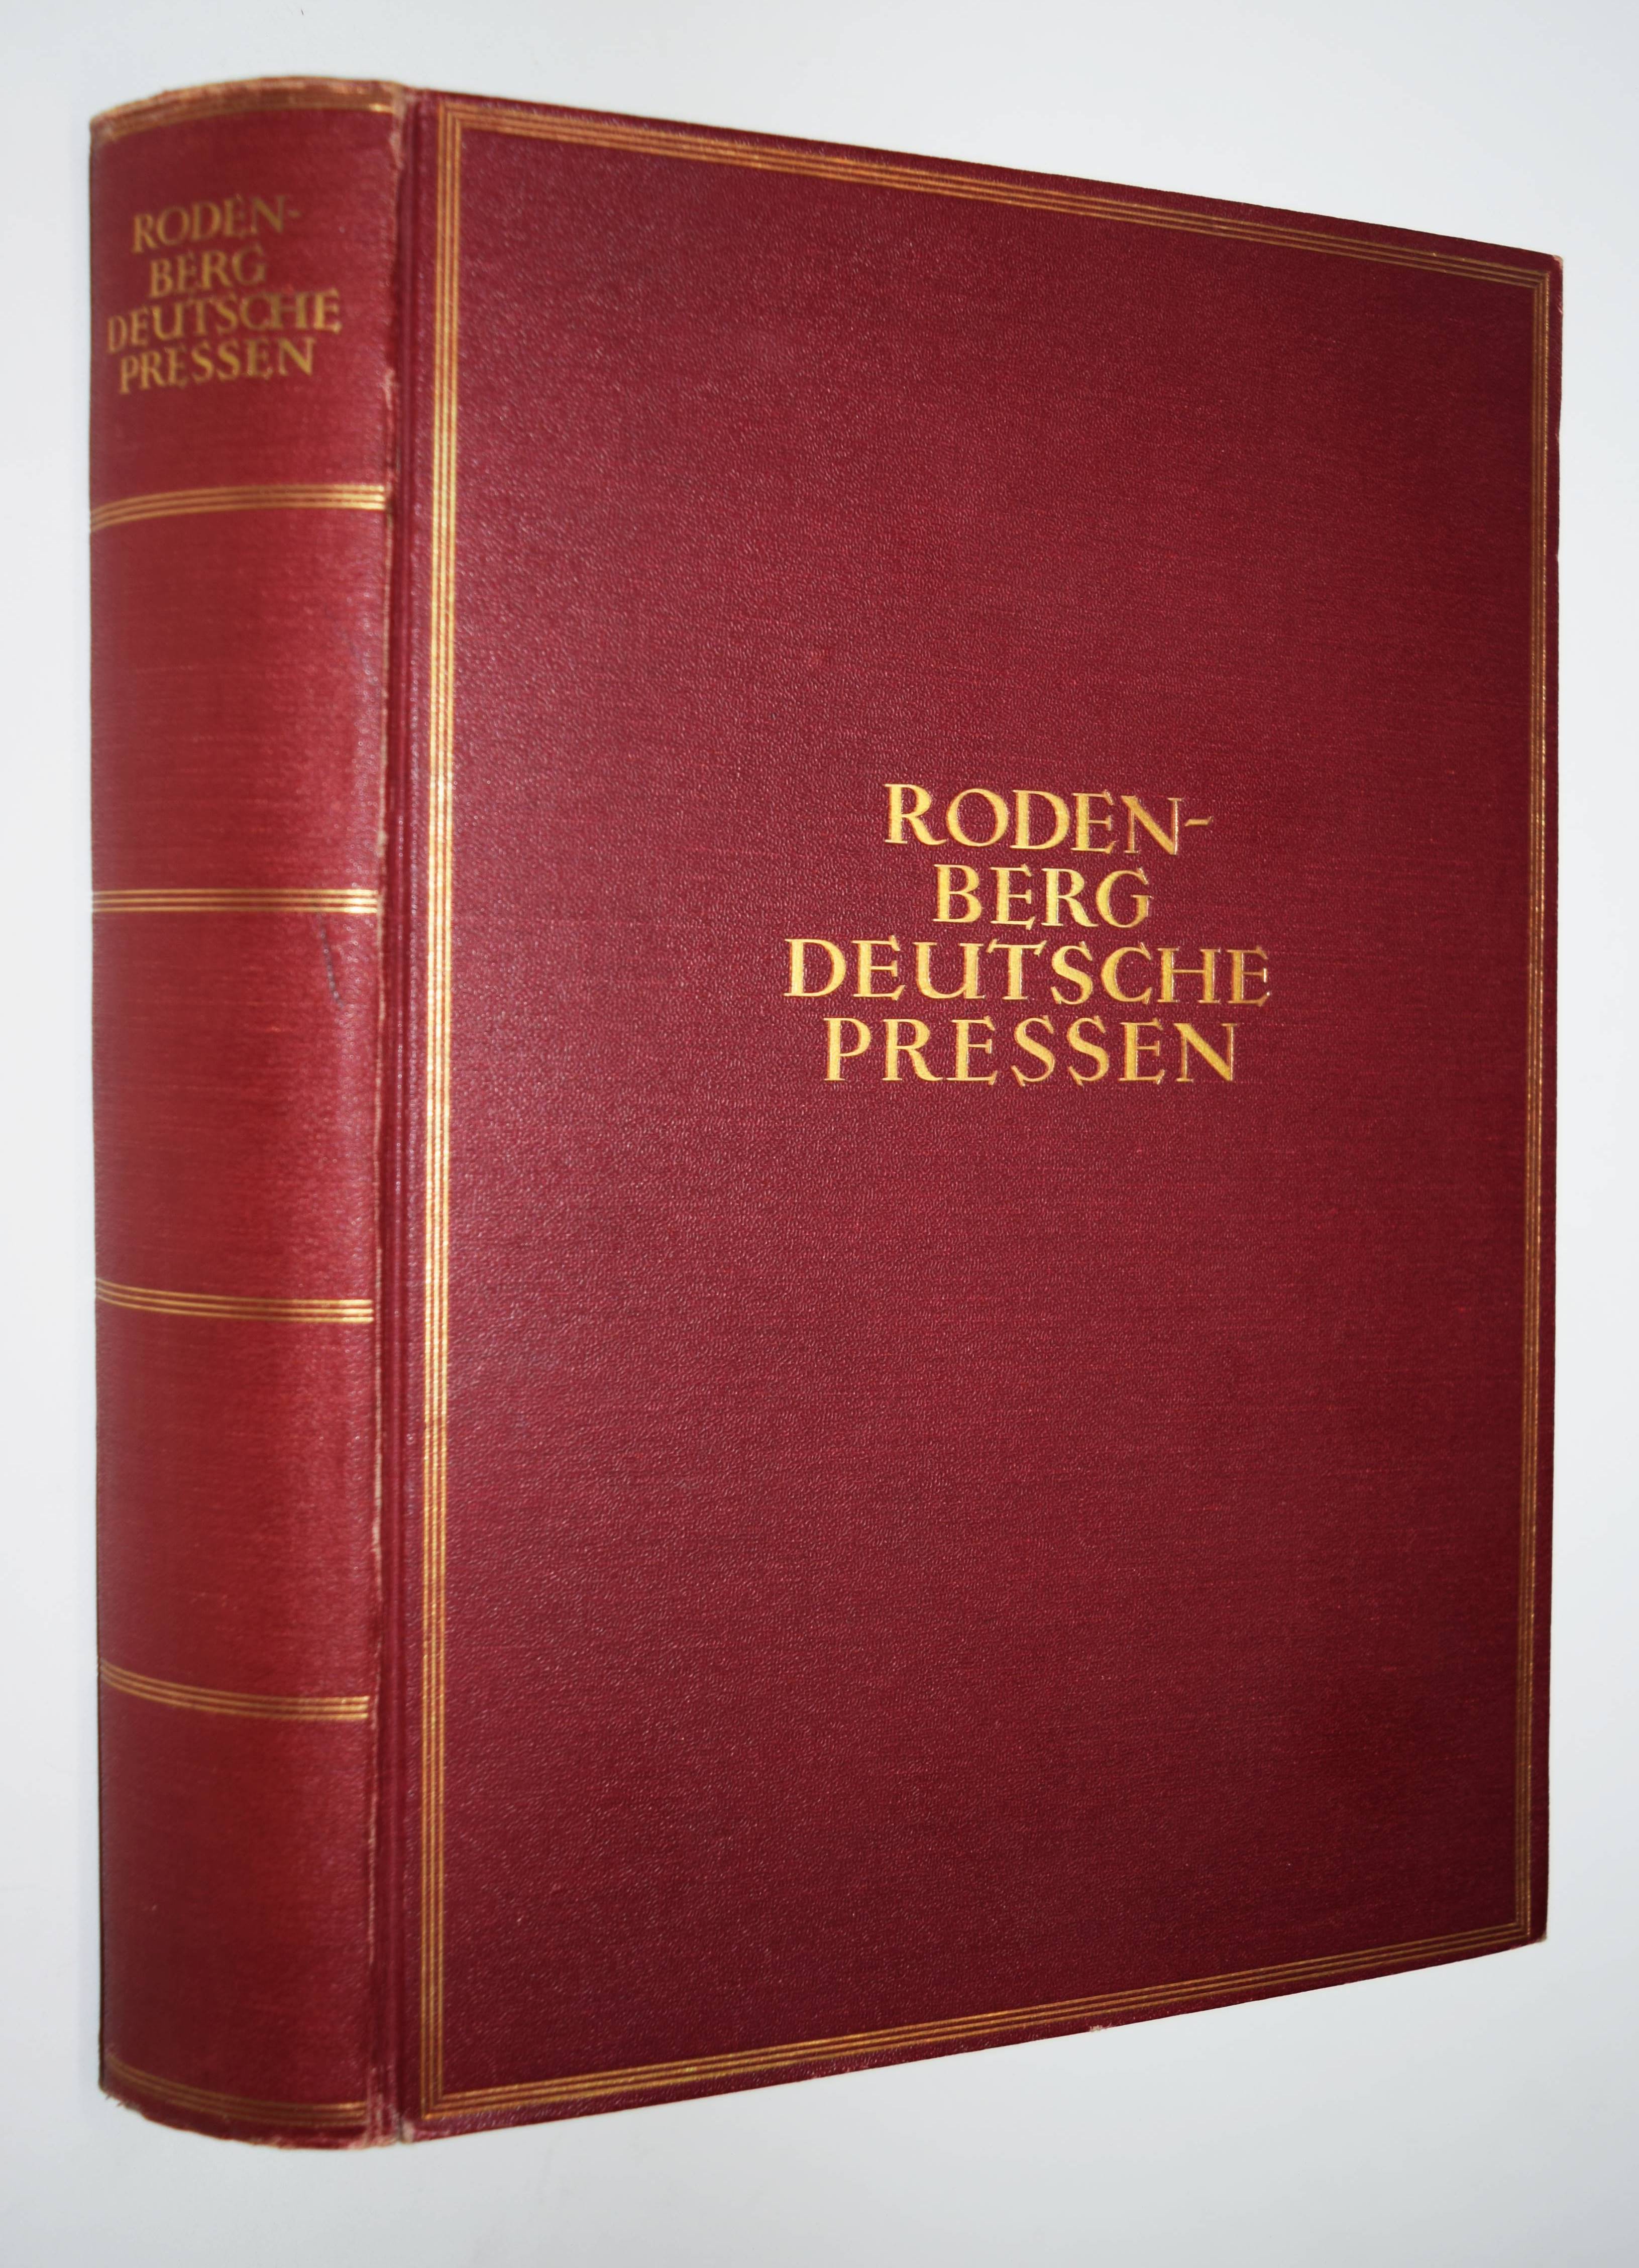 RODEN-
BERG
DEUTSCHE
PRESSEN
RODEN-
BERG
DEUTSCHE
PRESSEN